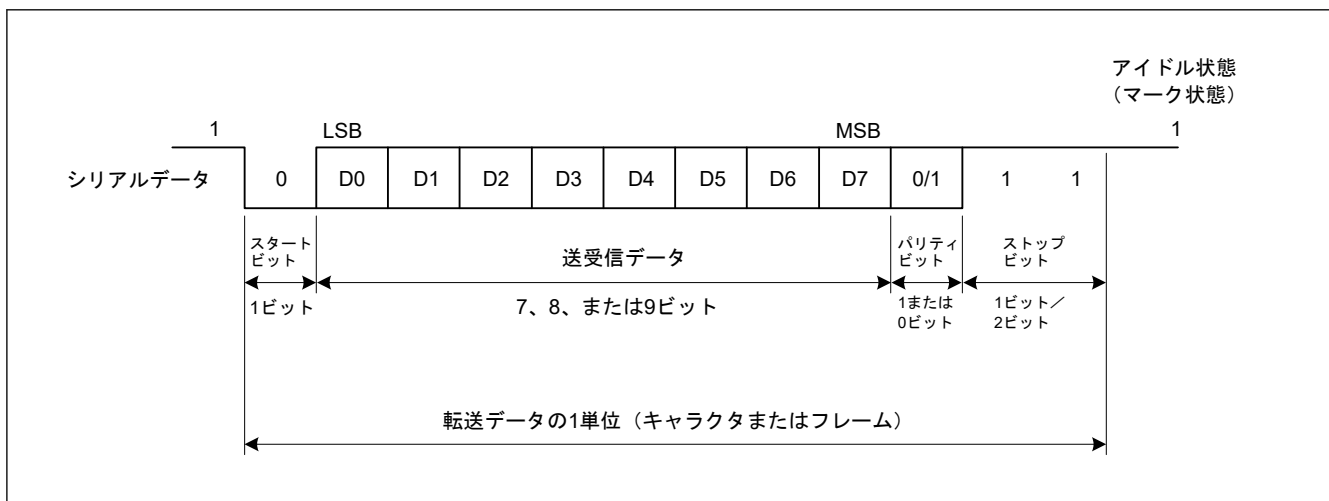 アイドル状態
（マーク状態）
1 LSB MSB 1
シリアルデータ 0 D0 D1 D2 D3 D4 D5 D6 D7 0/1 1 1
スタート
ビット
送受信データ
パリティ
ビット
ストップ
ビット
1ビット
7、8、または9ビット
1または
0ビット
1ビット／
2ビット
転送データの1単位（キャラクタまたはフレーム）